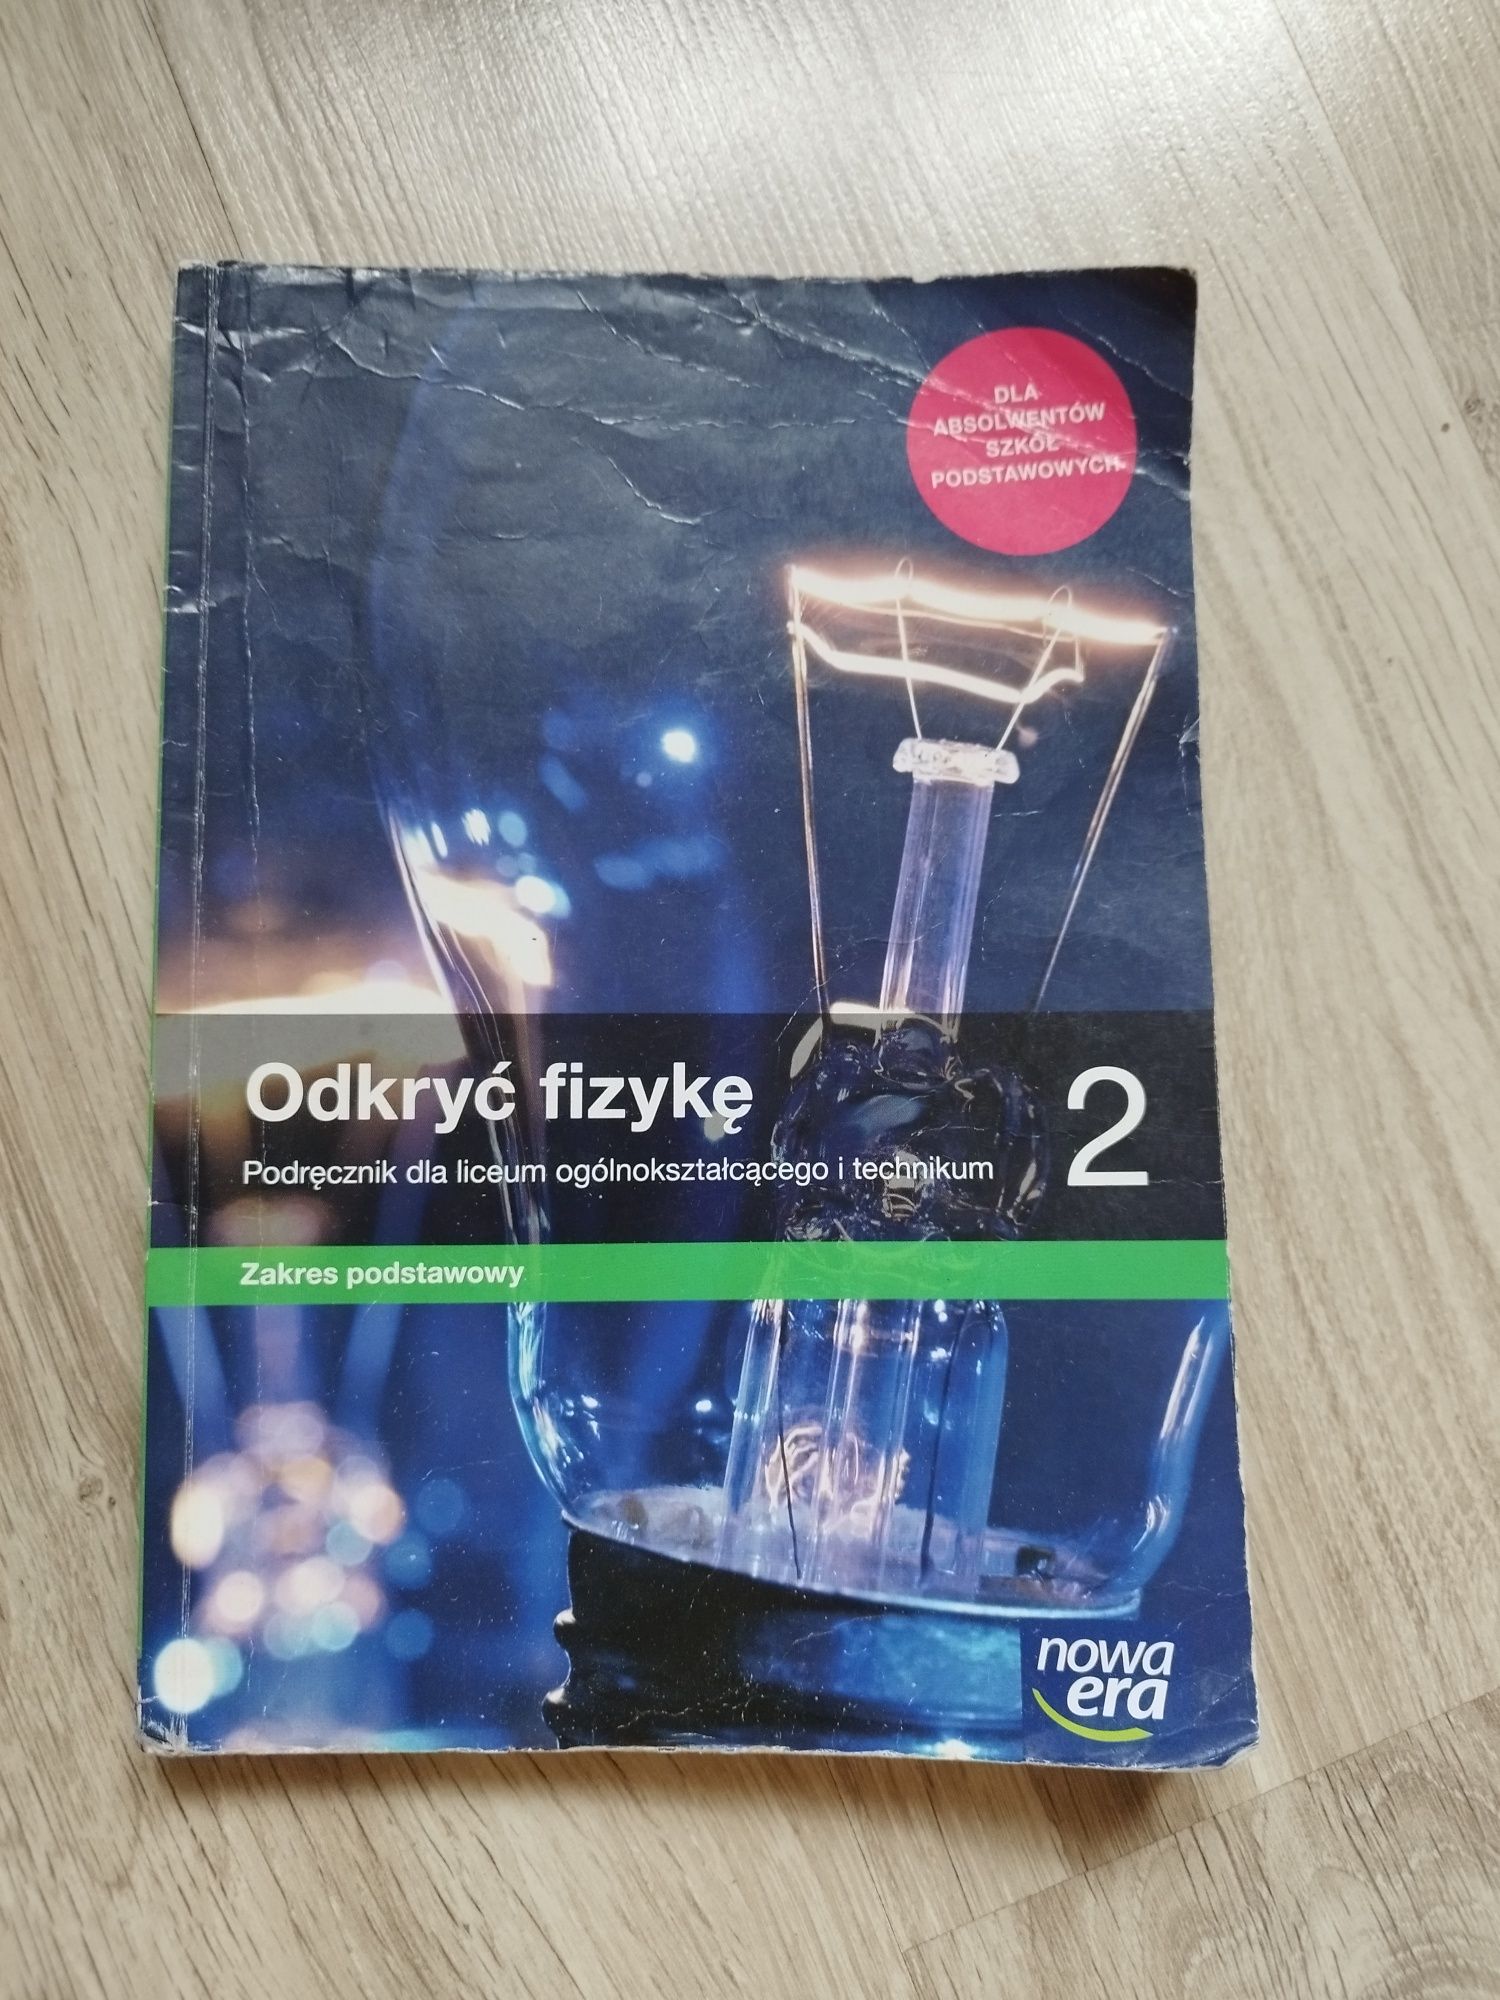 DLA
ABSOLWENTÓW
SZKÓŁ
PODSTAWOWYCH
Odkryć fizykę
2
Podręcznik dla liceum ogólnokształcącego i technikum
Zakres podstawowy
nowa
era